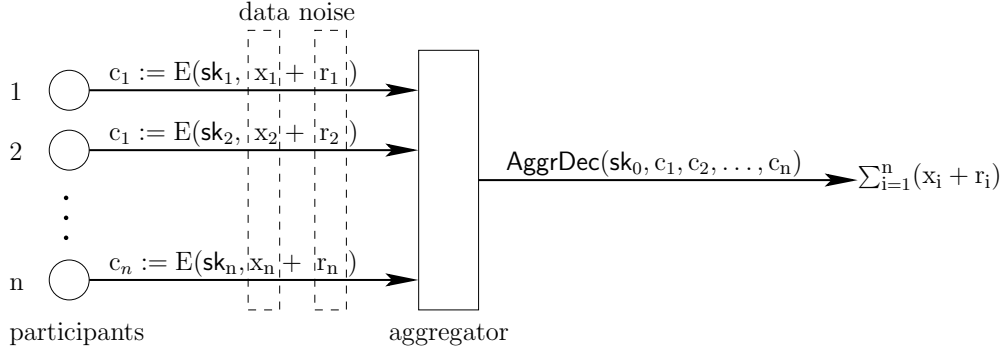 data noise
1 c₁ := E(sk₁, x₁ + r₁)
2 c₁ := E(sk₂, x₂ + r₂)
AggrDec(sk₀, c₁, c₂, . . . , cₙ) ∑ⁿᵢ₌₁(xᵢ + rᵢ)
n cₙ := E(skₙ, xₙ + rₙ)
participants aggregator